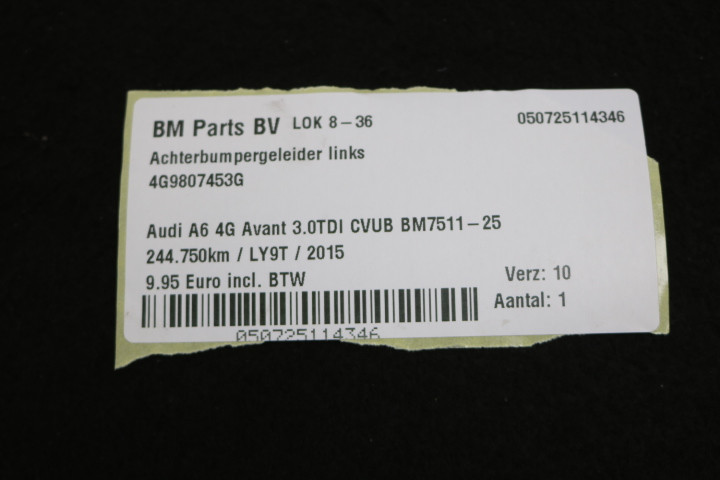 BM Parts BV LOK 8-36 050725114346
Achterbumpergeleider links
4G9807453G
Audi A6 4G Avant 3.0TDI CVUB BM7511-25
244.750km / LY9T / 2015
9.95 Euro incl. BTW
Verz: 10
Aantal: 1
050725114346